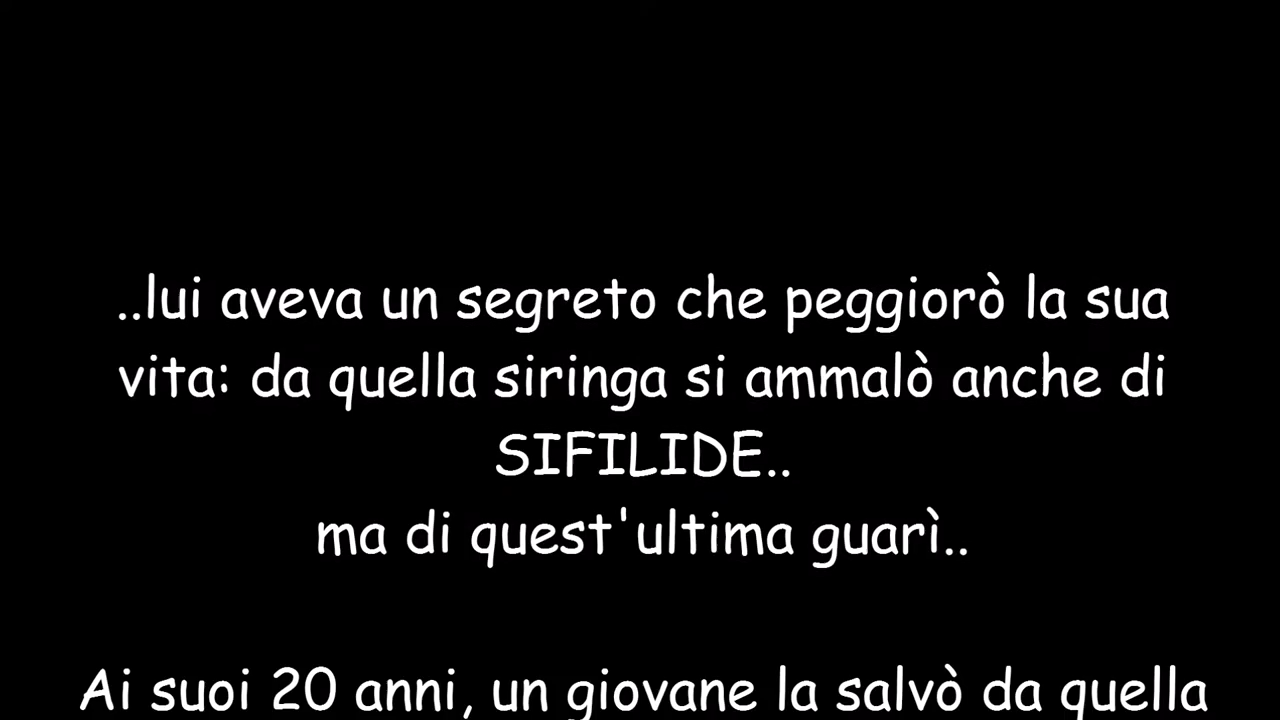 ..lui aveva un segreto che peggiorò la sua
vita: da quella siringa si ammalò anche di
SIFILIDE..
ma di quest'ultima guarì..
Ai suoi 20 anni, un giovane la salvò da quella